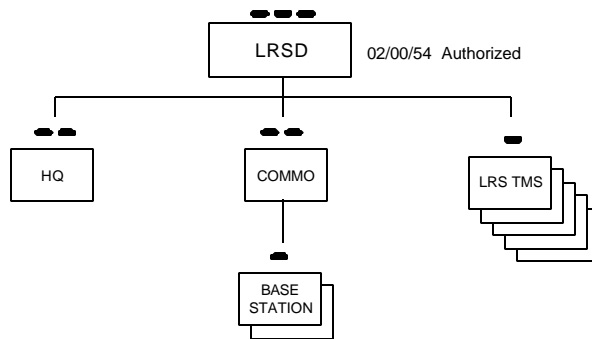 LRSD
02/00/54 Authorized
HQ
COMMO
LRS TMS
BASE
STATION